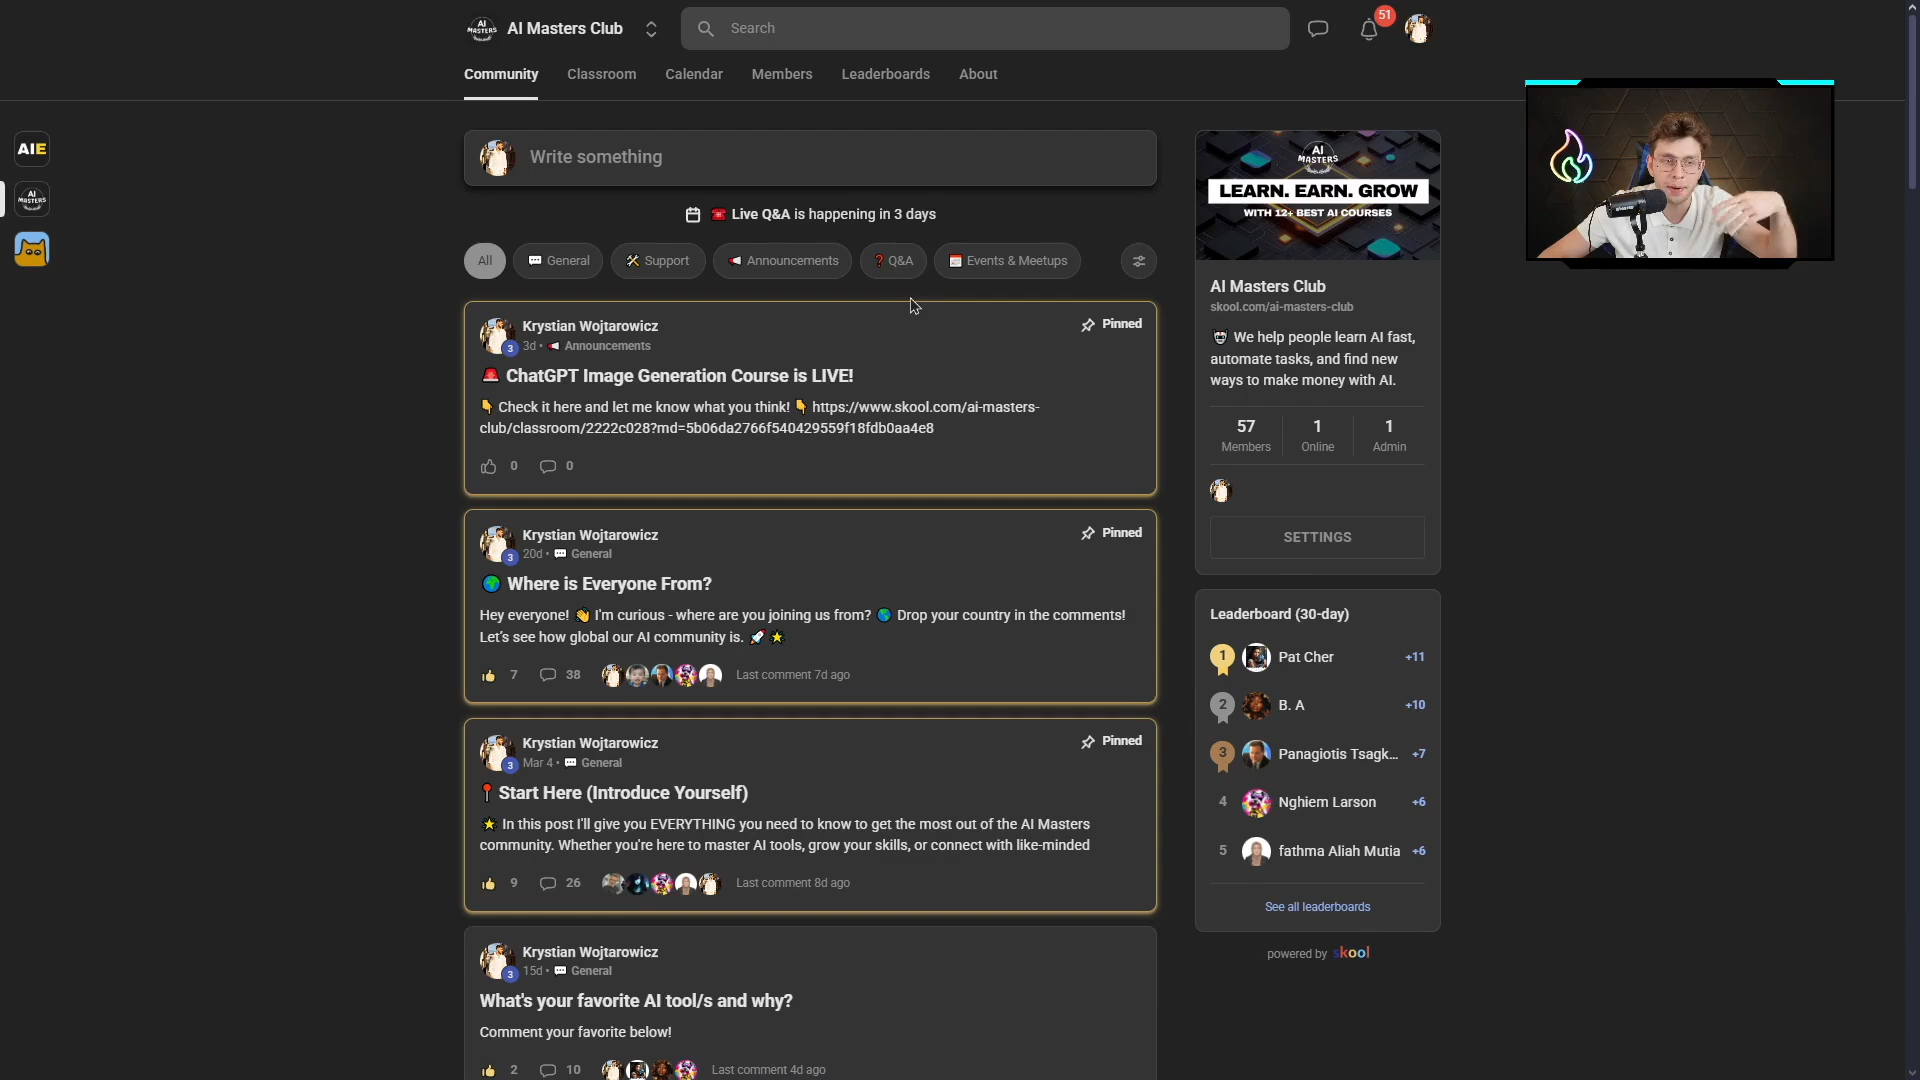 AI MASTERS
AI Masters Club
Search
51
Community
Classroom
Calendar
Members
Leaderboards
About
AIE
AI MASTERS
Write something
☎️ Live Q&A is happening in 3 days
All
💬 General
🛠️ Support
📢 Announcements
❓ Q&A
📅 Events & Meetups
Krystian Wojtarowicz
Pinned
3
3d • 📢 Announcements
🚨 ChatGPT Image Generation Course is LIVE!
👇 Check it here and let me know what you think! 👇 https://www.skool.com/ai-masters-
club/classroom/2222c028?md=5b06da2766f540429559f18fdb0aa4e8
0
0
Krystian Wojtarowicz
Pinned
3
20d • 💬 General
🌍 Where is Everyone From?
Hey everyone! 👋 I'm curious - where are you joining us from? 🌍 Drop your country in the comments!
Let's see how global our AI community is. 🚀 🌟
7
38
Last comment 7d ago
Krystian Wojtarowicz
Pinned
3
Mar 4 • 💬 General
📍 Start Here (Introduce Yourself)
🌟 In this post I'll give you EVERYTHING you need to know to get the most out of the AI Masters
community. Whether you're here to master AI tools, grow your skills, or connect with like-minded
9
26
Last comment 8d ago
Krystian Wojtarowicz
3
15d • 💬 General
What's your favorite AI tool/s and why?
Comment your favorite below!
2
10
Last comment 4d ago
AI
MASTERS
LEARN. EARN. GROW
WITH 12+ BEST AI COURSES
AI Masters Club
skool.com/ai-masters-club
🤖 We help people learn AI fast,
automate tasks, and find new
ways to make money with AI.
57
Members
1
Online
1
Admin
SETTINGS
Leaderboard (30-day)
1 Pat Cher +11
2 B. A +10
3 Panagiotis Tsagk... +7
4 Nghiem Larson +6
5 fathma Aliah Mutia +6
See all leaderboards
powered by skool